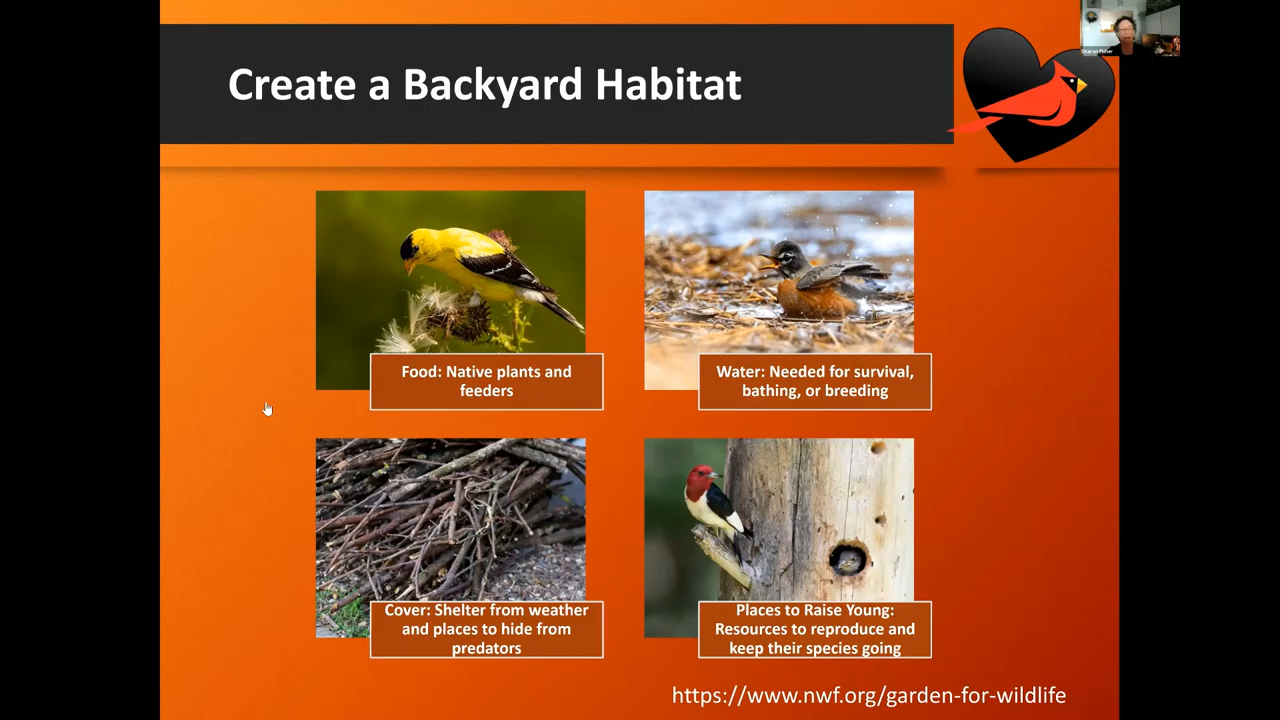 Create a Backyard Habitat
Sharon Fisher
Food: Native plants and
feeders
Water: Needed for survival,
bathing, or breeding
Cover: Shelter from weather
and places to hide from
predators
Places to Raise Young:
Resources to reproduce and
keep their species going
https://www.nwf.org/garden-for-wildlife